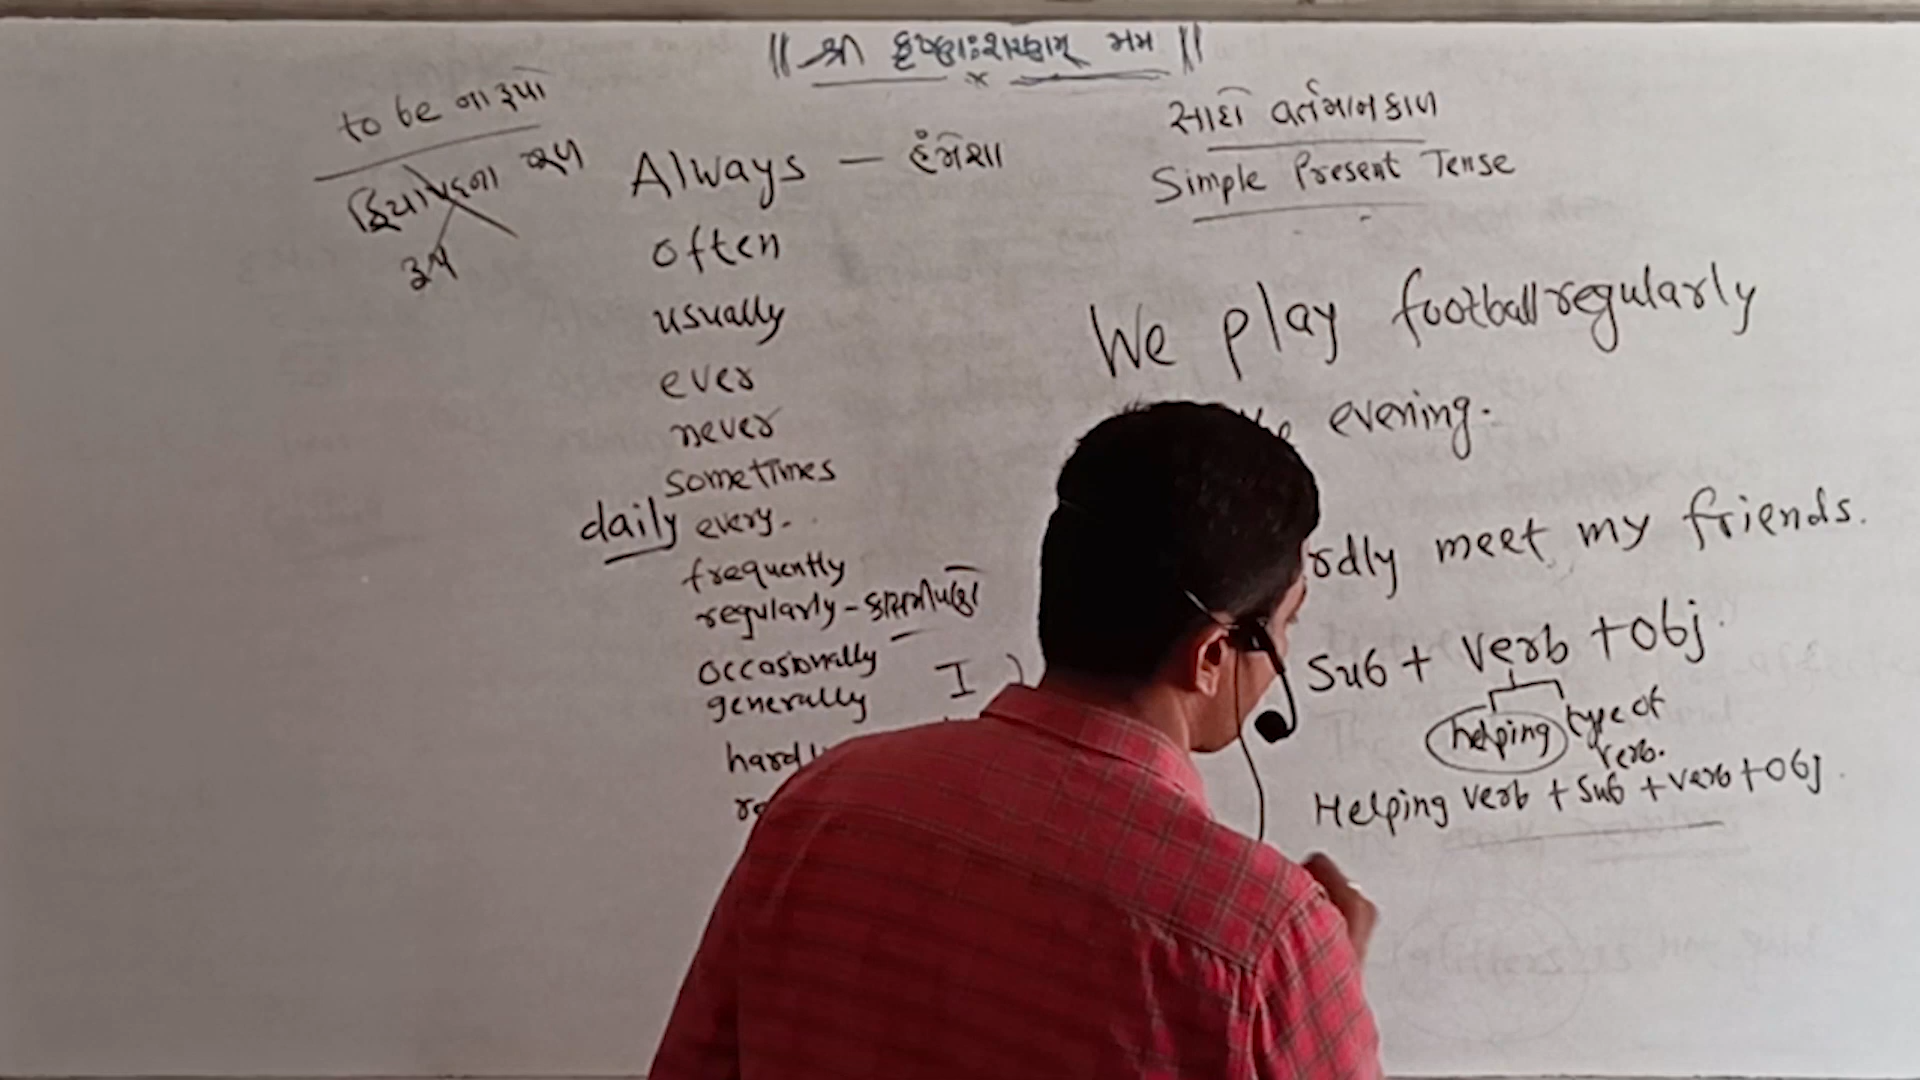 || શ્રી કૃષ્ણ:શરણમ્ મમ ||
to be ના રૂપો
ક્રિયાપદના મૂળ
રૂપ
Always – હંમેશા
often
usually
ever
never
sometimes
daily every-
frequently
regularly -
occasionally
generally
I
સાદો વર્તમાનકાળ
Simple Present Tense
We play football regularly
evening.
meet my friends.
Sub + verb + obj.
helping type of
verb.
Helping verb + Sub + verb + obj.